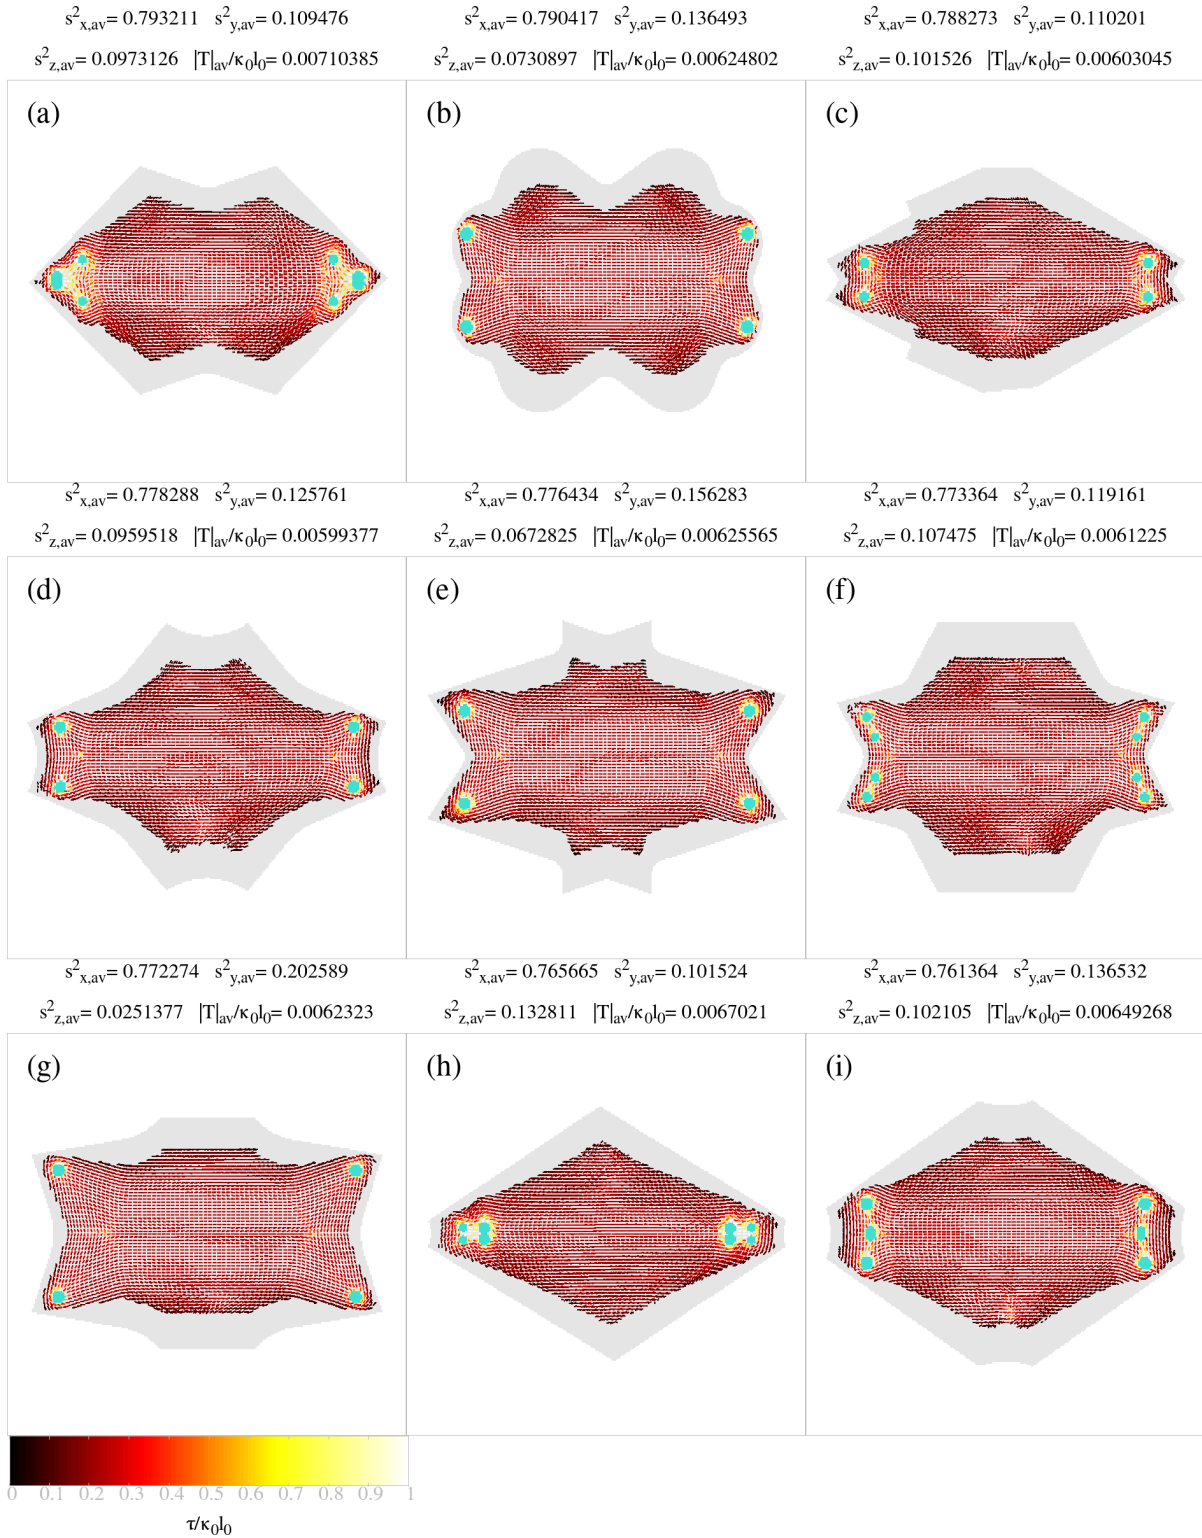 s²x,av= 0.793211 s²y,av= 0.109476
s²z,av= 0.0973126 |T|av/κ0l0= 0.00710385
(a)
s²x,av= 0.790417 s²y,av= 0.136493
s²z,av= 0.0730897 |T|av/κ0l0= 0.00624802
(b)
s²x,av= 0.788273 s²y,av= 0.110201
s²z,av= 0.101526 |T|av/κ0l0= 0.00603045
(c)
s²x,av= 0.778288 s²y,av= 0.125761
s²z,av= 0.0959518 |T|av/κ0l0= 0.00599377
(d)
s²x,av= 0.776434 s²y,av= 0.156283
s²z,av= 0.0672825 |T|av/κ0l0= 0.00625565
(e)
s²x,av= 0.773364 s²y,av= 0.119161
s²z,av= 0.107475 |T|av/κ0l0= 0.0061225
(f)
s²x,av= 0.772274 s²y,av= 0.202589
s²z,av= 0.0251377 |T|av/κ0l0= 0.0062323
(g)
s²x,av= 0.765665 s²y,av= 0.101524
s²z,av= 0.132811 |T|av/κ0l0= 0.0067021
(h)
s²x,av= 0.761364 s²y,av= 0.136532
s²z,av= 0.102105 |T|av/κ0l0= 0.00649268
(i)
0 0.1 0.2 0.3 0.4 0.5 0.6 0.7 0.8 0.9 1
τ/κ0l0